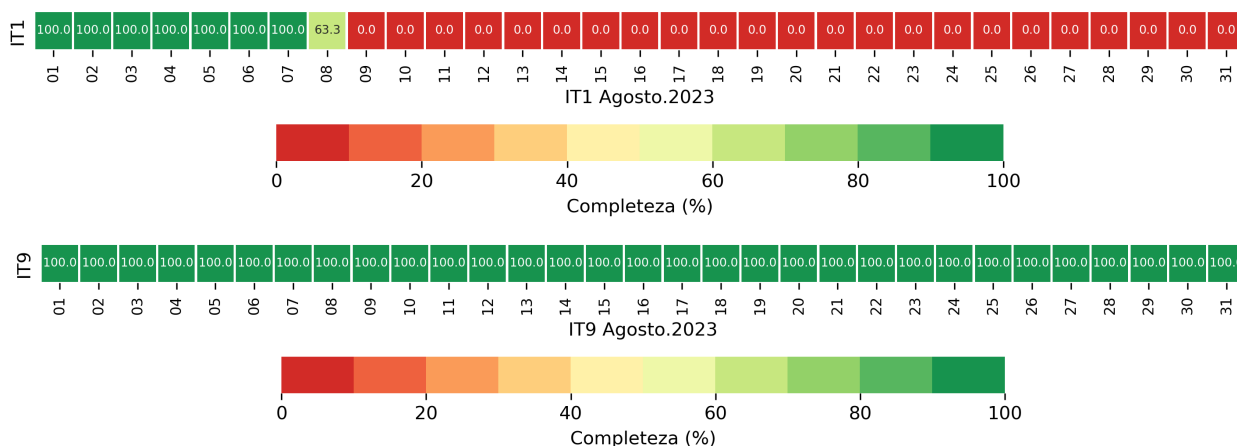 IT1
100.0 100.0 100.0 100.0 100.0 100.0 100.0 63.3 0.0 0.0 0.0 0.0 0.0 0.0 0.0 0.0 0.0 0.0 0.0 0.0 0.0 0.0 0.0 0.0 0.0 0.0 0.0 0.0 0.0 0.0 0.0
01 02 03 04 05 06 07 08 09 10 11 12 13 14 15 16 17 18 19 20 21 22 23 24 25 26 27 28 29 30 31
IT1 Agosto.2023
0 20 40 60 80 100
Completeza (%)
IT9
100.0 100.0 100.0 100.0 100.0 100.0 100.0 100.0 100.0 100.0 100.0 100.0 100.0 100.0 100.0 100.0 100.0 100.0 100.0 100.0 100.0 100.0 100.0 100.0 100.0 100.0 100.0 100.0 100.0 100.0 100.0
01 02 03 04 05 06 07 08 09 10 11 12 13 14 15 16 17 18 19 20 21 22 23 24 25 26 27 28 29 30 31
IT9 Agosto.2023
0 20 40 60 80 100
Completeza (%)